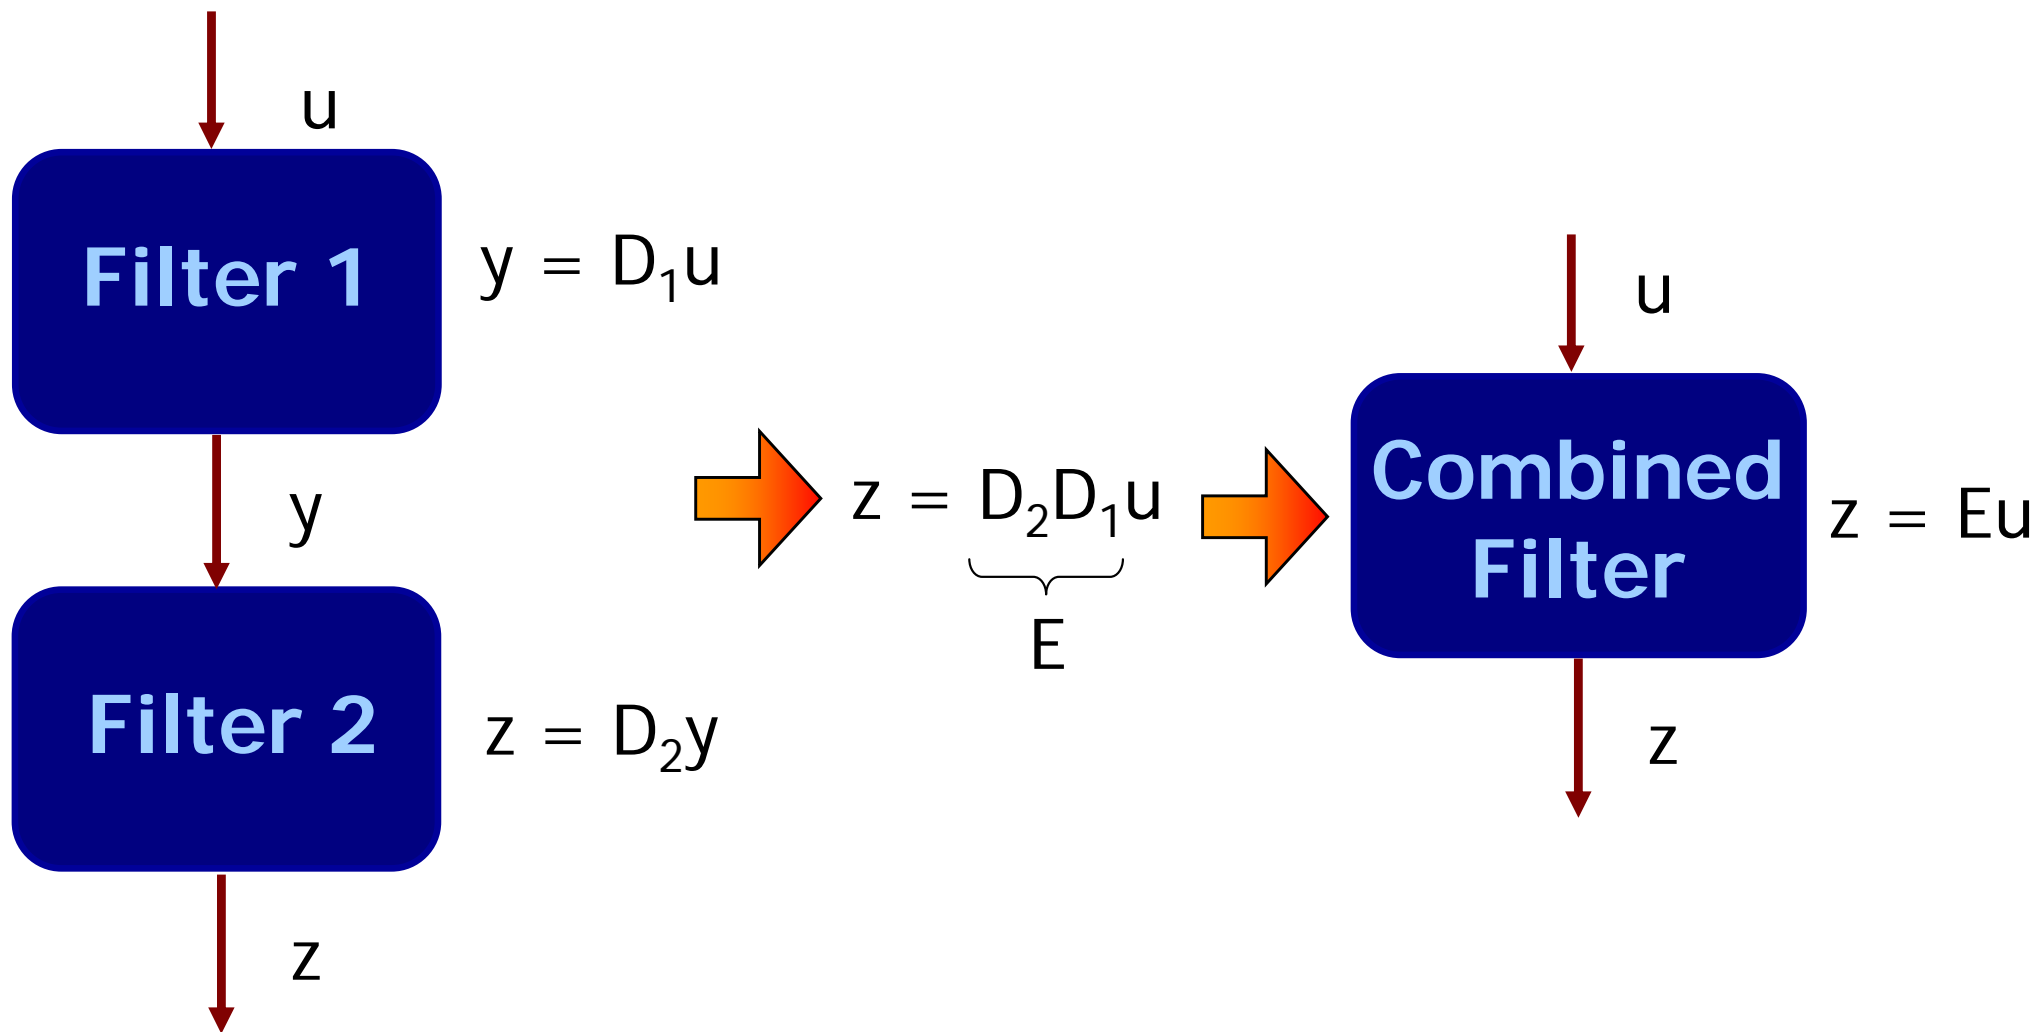 u
Filter 1
y = D₁u
y
Filter 2
z = D₂y
z
z = D₂D₁u
E
u
Combined
Filter
z = Eu
z